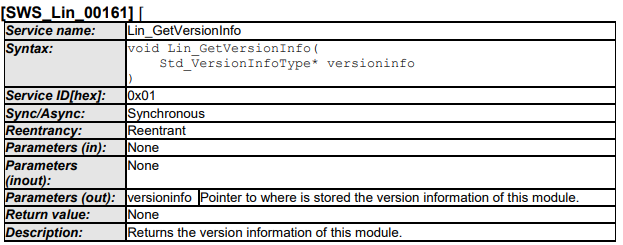 [SWS_Lin_00161] ⌈
Service name: Lin_GetVersionInfo
Syntax: void Lin_GetVersionInfo(
Std_VersionInfoType* versioninfo
)
Service ID[hex]: 0x01
Sync/Async: Synchronous
Reentrancy: Reentrant
Parameters (in): None
Parameters None
(inout):
Parameters (out): versioninfo Pointer to where is stored the version information of this module.
Return value: None
Description: Returns the version information of this module.